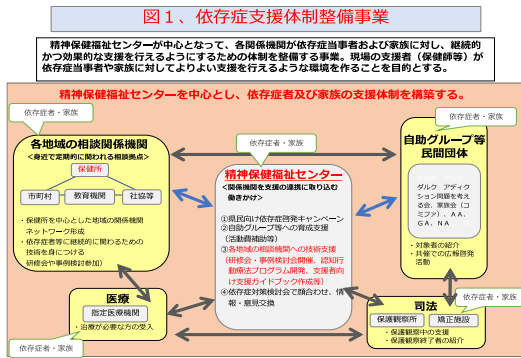 図１、依存症支援体制整備事業
精神保健福祉センターが中心となって、各関係機関が依存症当事者および家族に対し、継続的
かつ効果的な支援を行えるようにするための体制を整備する事業。現場の支援者（保健師等）が
依存症当事者や家族に対してよりよい支援を行えるような環境を作ることを目的とする。
精神保健福祉センターを中心とし、依存症者及び家族の支援体制を構築する。
依存症者・家族
各地域の相談関係機関
＜身近で定期的に関われる相談拠点＞
保健所
市町村
教育機関
社協等
・保健所を中心とした地域の関係機関
ネットワーク形成
・依存症者等に継続的に関わるための
技術を身につける
研修会や事例検討参加）
依存症者・家族
精神保健福祉センター
＜関係機関を支援の連携に取り込む
働きかけ＞
①県民向け依存症啓発キャンペーン
②自助グループ等への育成支援
（活動費補助等）
③各地域の相談機関への技術支援
（研修会・事例検討会開催、認知行
動療法プログラム開発、支援者向
け支援ガイドブック作成等）
④依存症対策検討会で顔合わせ、情
報・意見交換
依存症者・家族
自助グループ等
民間団体
ダルク　アディク
ション問題を考え
る会、家族会（コ
ミファ）、ＡＡ、
ＧＡ、ＮＡ
・対象者の紹介
・共催での広報啓発
活動
医療
指定医療機関
・治療が必要な方の受入
依存症者・家族
司法
依存症者・家族
保護観察所
矯正施設
・保護観察中の支援
・保護観察終了者の紹介